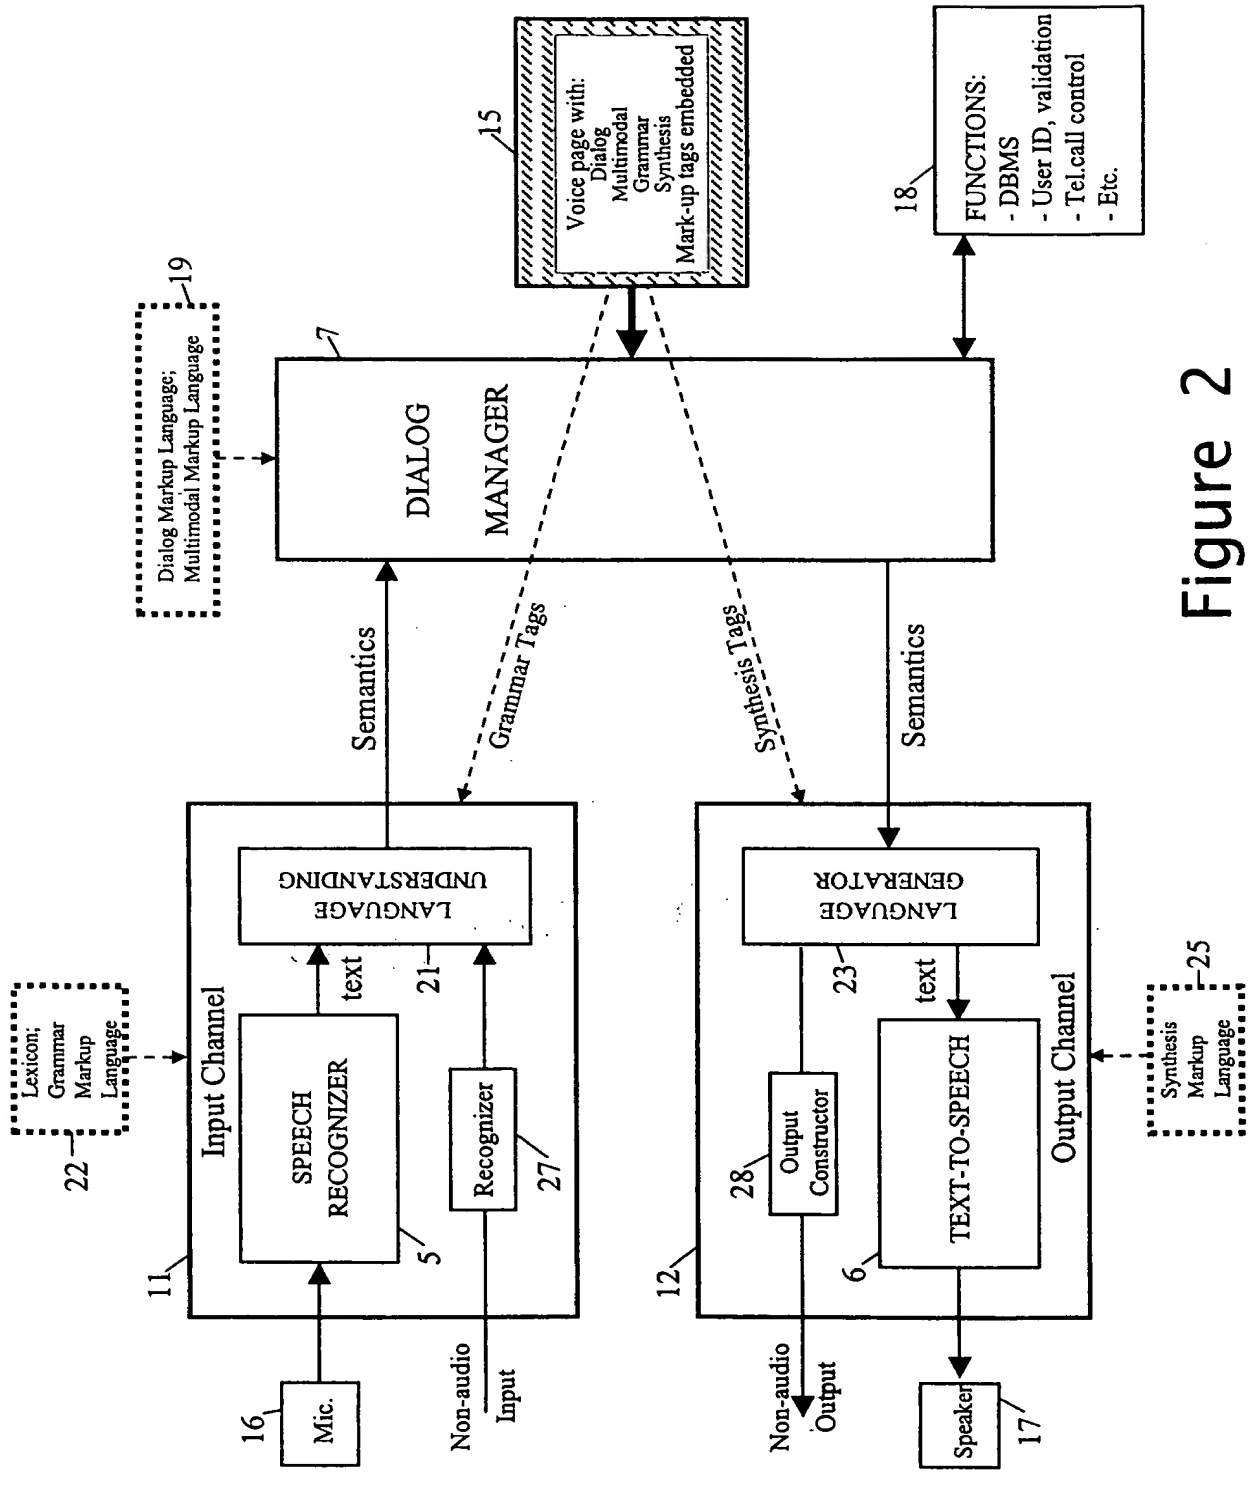 22
Lexicon;
Grammar
Markup
Language
Dialog Markup Language;
Multimodal Markup Language
19
11
Input Channel
16
Mic.
SPEECH
RECOGNIZER
5
text
LANGUAGE
UNDERSTANDING
21
Non-audio
Input
Recognizer
27
Semantics
Grammar Tags
7
DIALOG
MANAGER
15
Voice page with:
Dialog
Multimodal
Grammar
Synthesis
Mark-up tags embedded
12
Non-audio
Output
28
Output
Constructor
23
LANGUAGE
GENERATOR
text
6
TEXT-TO-SPEECH
Output Channel
Speaker
17
Synthesis Tags
Semantics
18
FUNCTIONS:
- DBMS
- User ID, validation
- Tel.call control
- Etc.
Synthesis
Markup
Language
25
Figure 2